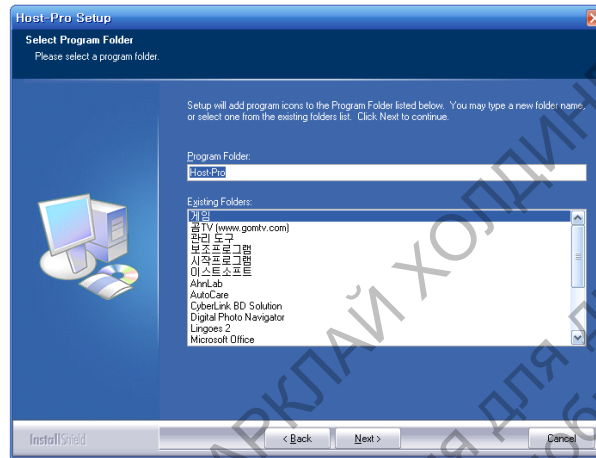 Host-Pro Setup
Select Program Folder
Please select a program folder.
Setup will add program icons to the Program Folder listed below. You may type a new folder name,
or select one from the existing folders list. Click Next to continue.
Program Folder:
Host-Pro
Existing Folders:
게임
곰TV (www.gomtv.com)
관리 도구
보조프로그램
시작프로그램
이스트소프트
AhnLab
AutoCare
CyberLink BD Solution
Digital Photo Navigator
Lingoes 2
Microsoft Office
InstallShield
< Back
Next >
Cancel
АРКЛАЙ ХОЛДИНГ
ДЛЯ